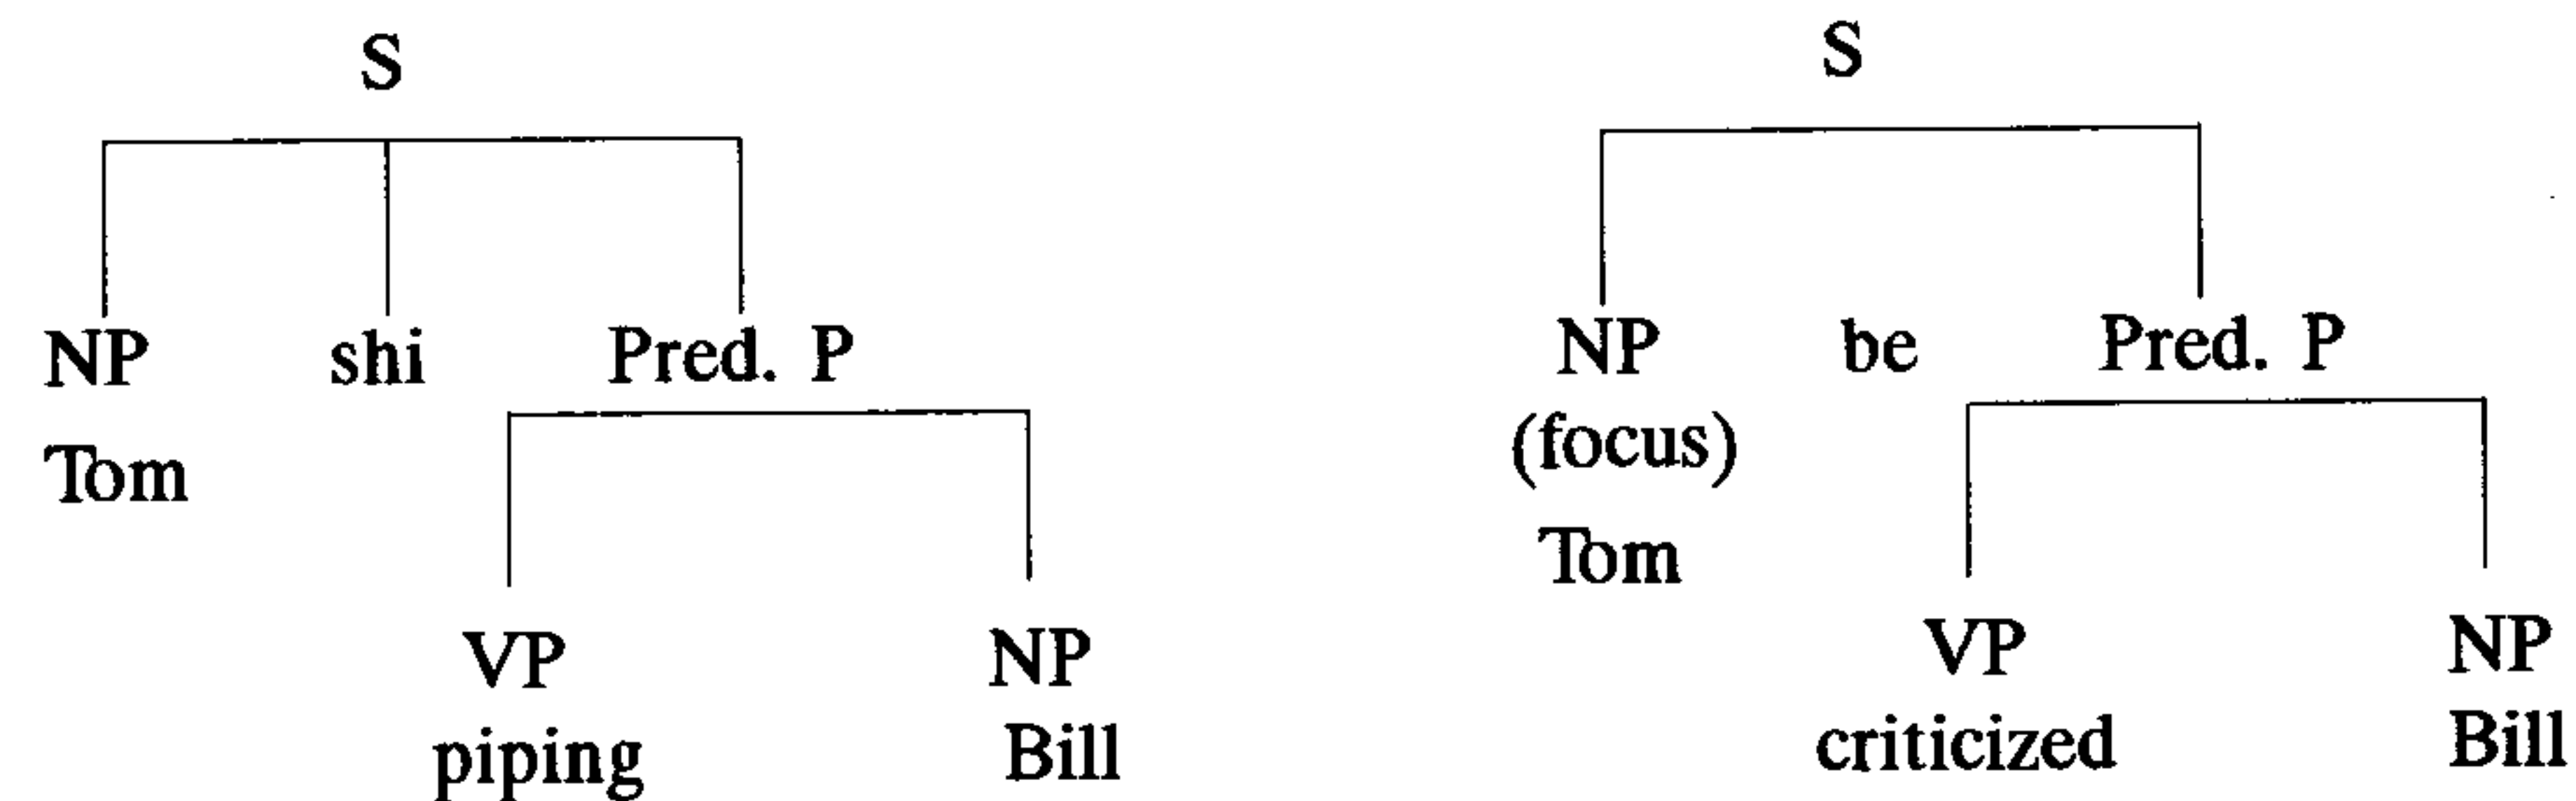 S S
NP shi Pred. P NP be Pred. P
(focus)
Tom
Tom
VP NP VP NP
piping Bill criticized Bill